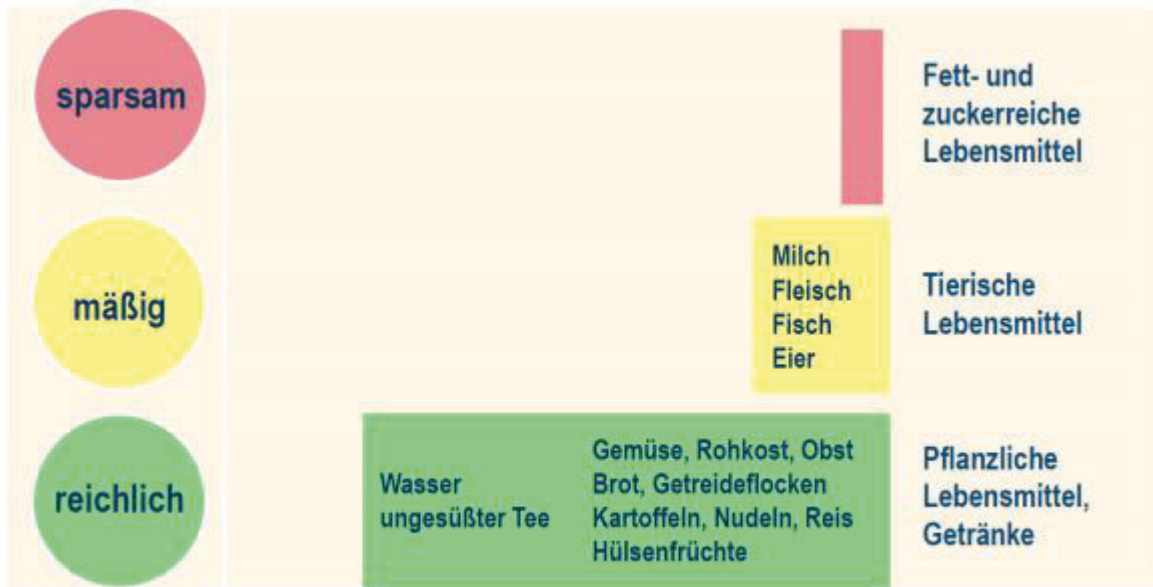 sparsam
Fett- und
zuckerreiche
Lebensmittel
mäßig
Milch
Fleisch
Fisch
Eier
Tierische
Lebensmittel
reichlich
Wasser
ungesüßter Tee
Gemüse, Rohkost, Obst
Brot, Getreideflocken
Kartoffeln, Nudeln, Reis
Hülsenfrüchte
Pflanzliche
Lebensmittel,
Getränke